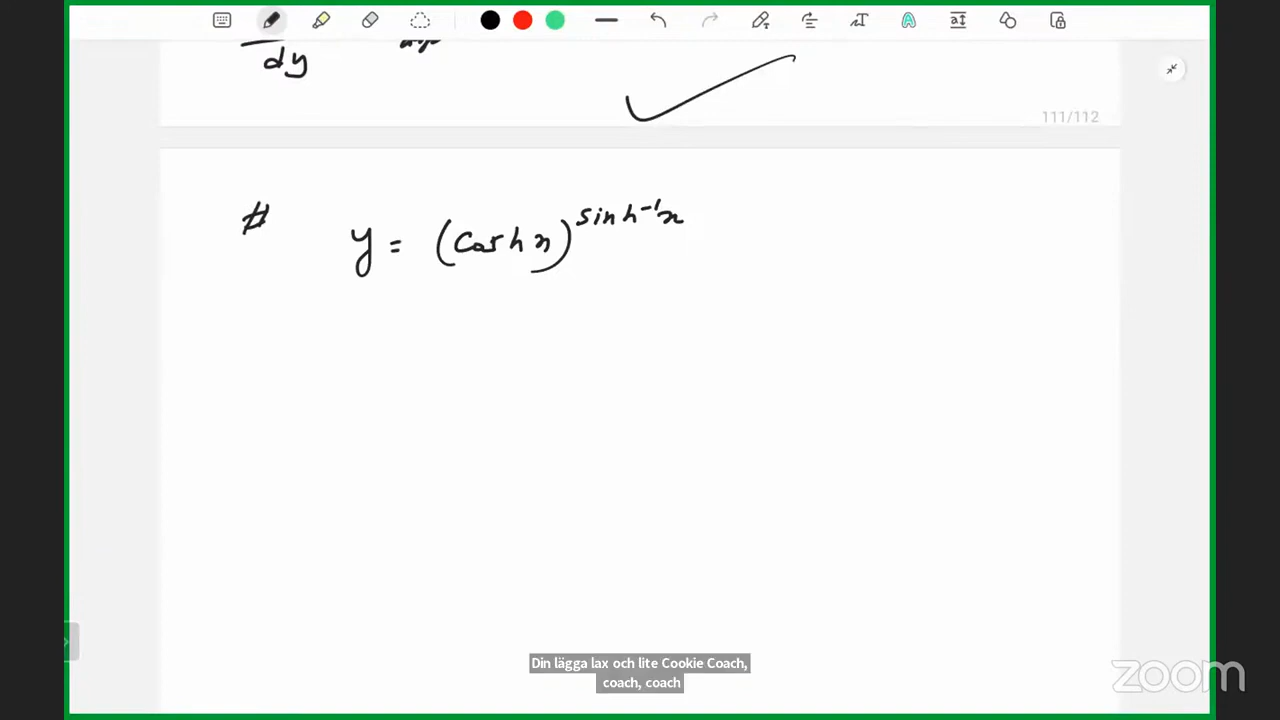 dy
111/112
# y = (Cosh x)^sinh⁻¹x
Din lägga lax och lite Cookie Coach,
coach, coach
zoom